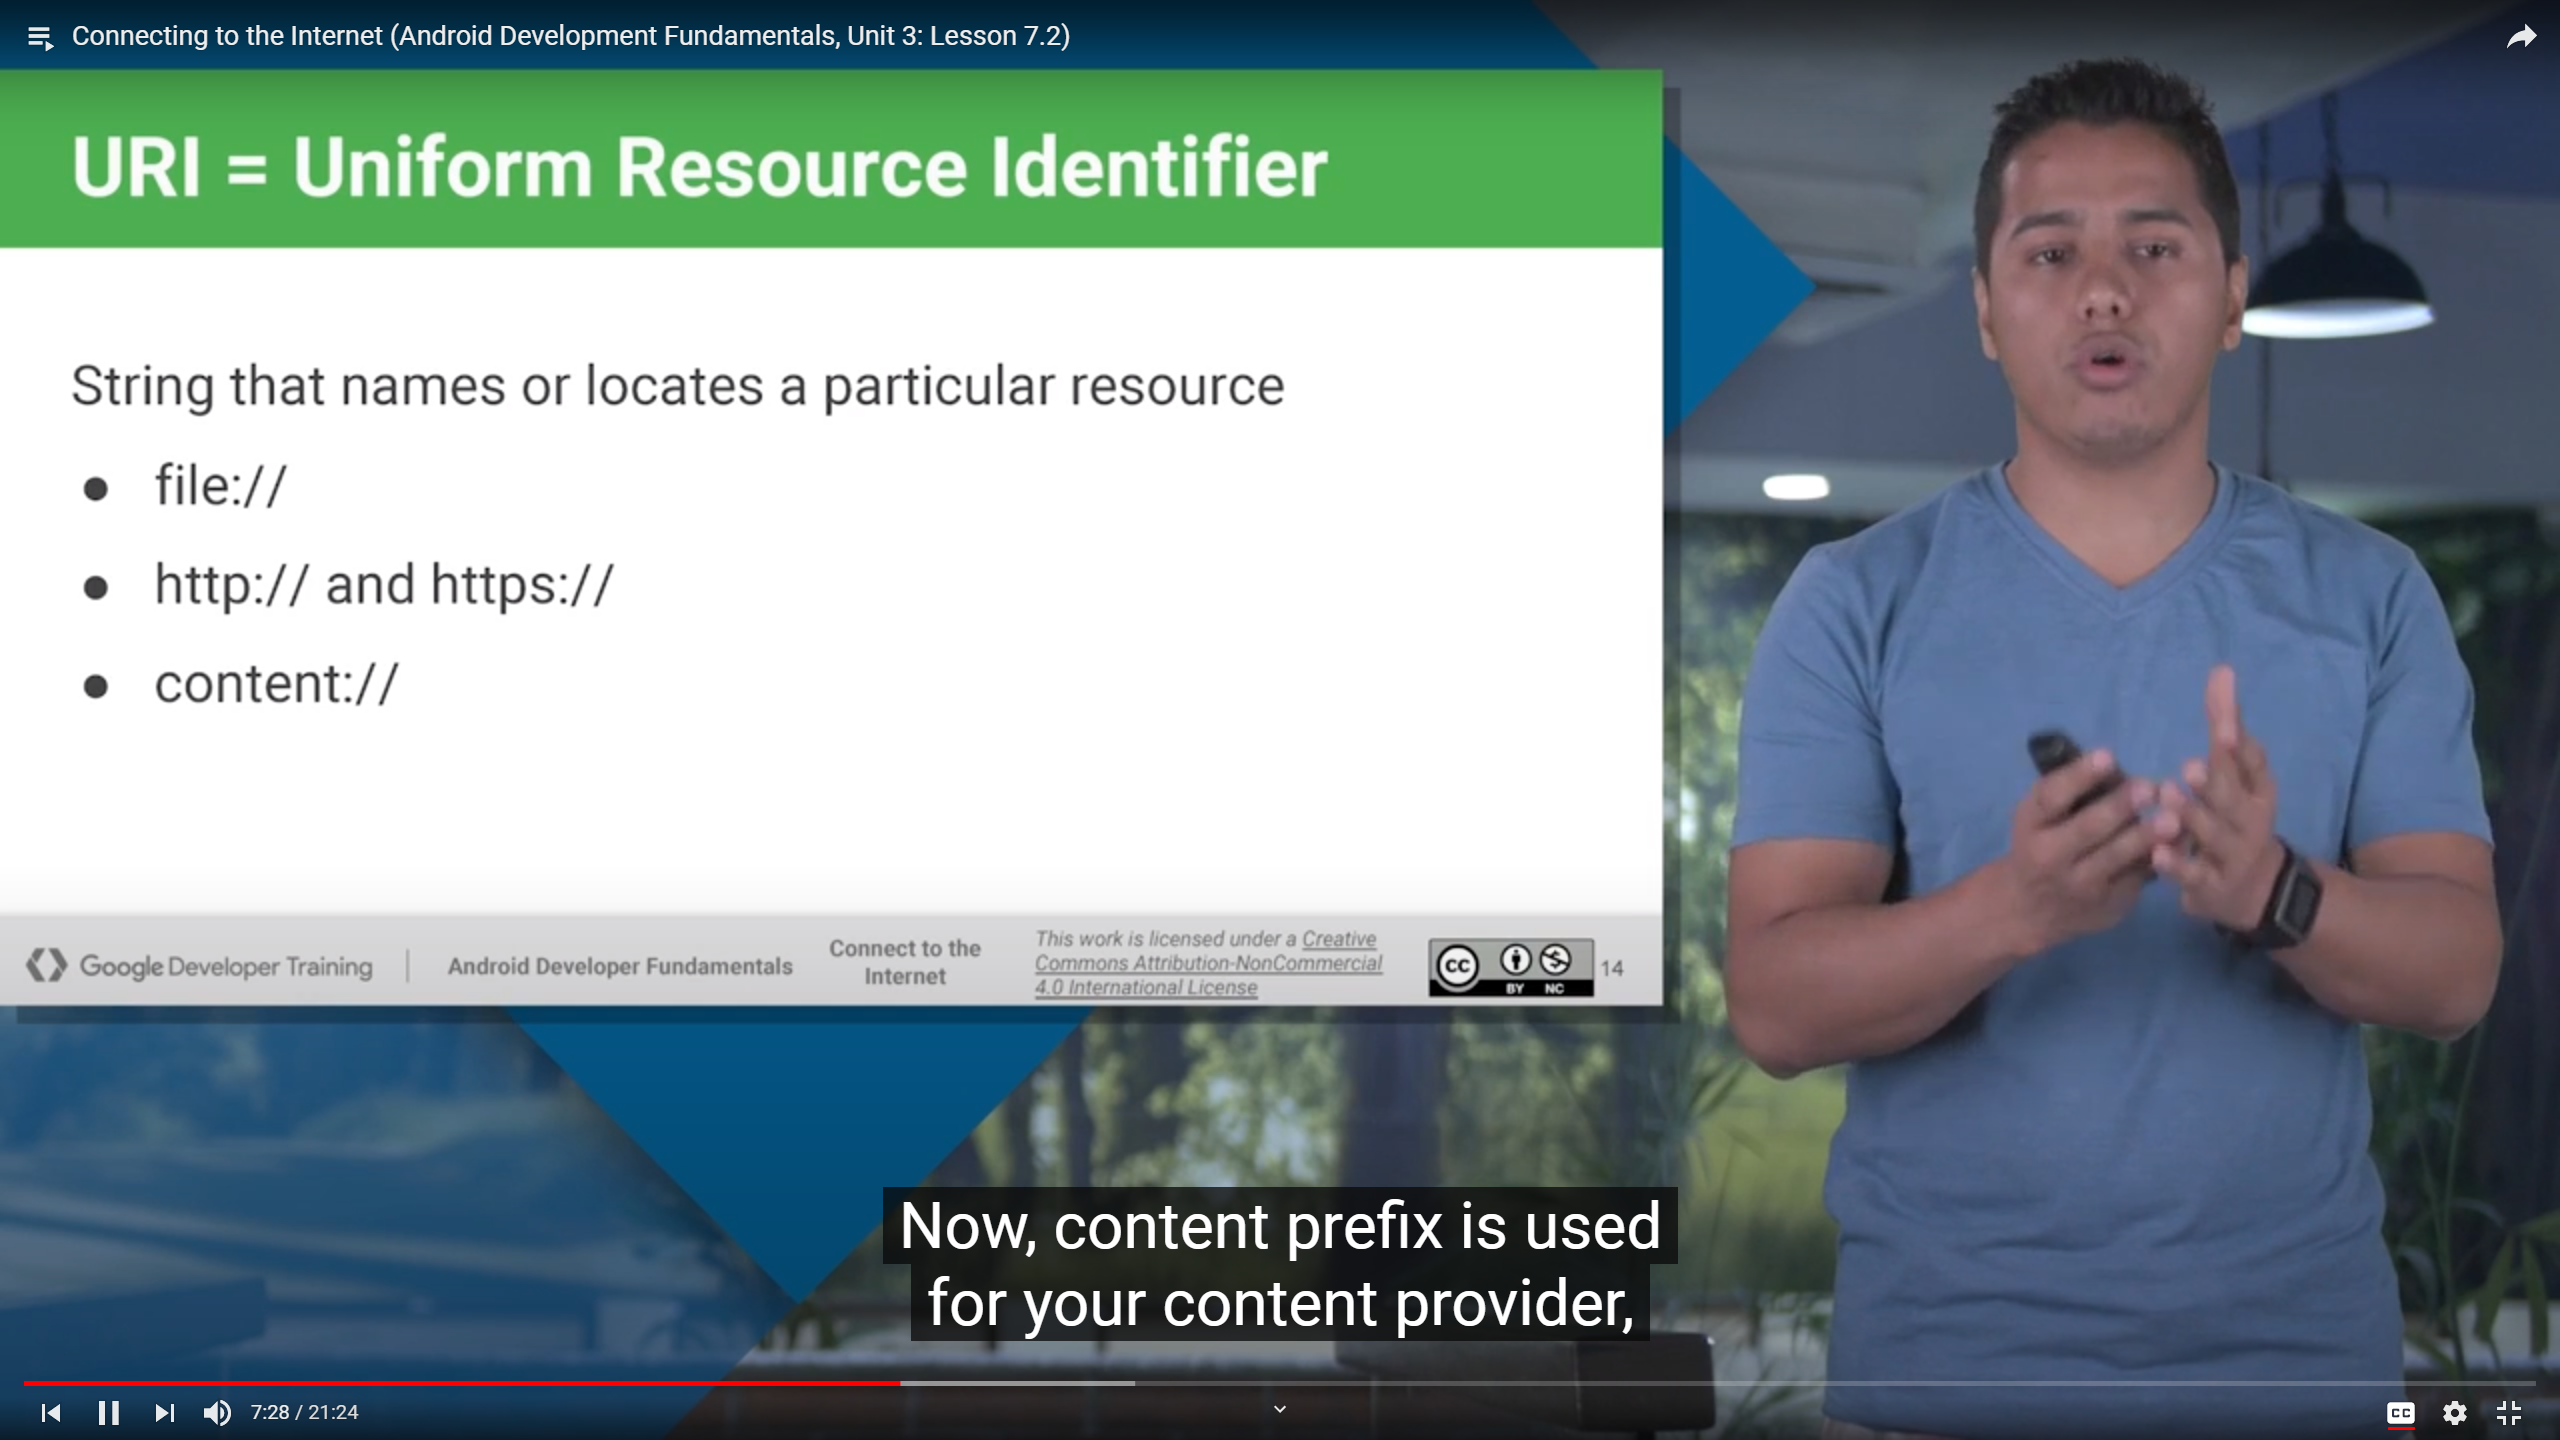 Connecting to the Internet (Android Development Fundamentals, Unit 3: Lesson 7.2)
URI = Uniform Resource Identifier
String that names or locates a particular resource
● file://
● http:// and https://
● content://
Google Developer Training
Android Developer Fundamentals
Connect to the
Internet
This work is licensed under a Creative
Commons Attribution-NonCommercial
4.0 International License
cc
BY NC
14
Now, content prefix is used
for your content provider,
7:28 / 21:24
CC